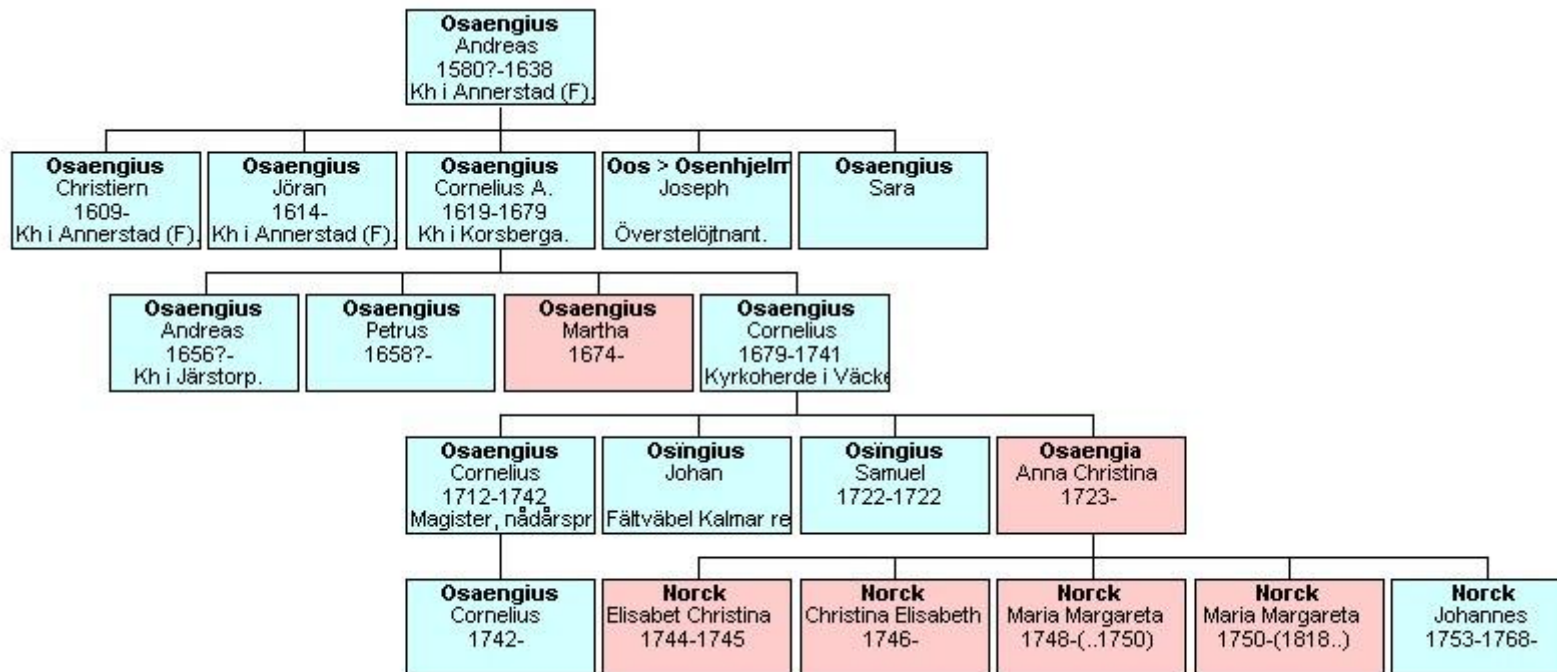 Osaengius
Andreas
1580?-1638
Kh i Annerstad (F).
Osaengius
Christiern
1609-
Kh i Annerstad (F).
Osaengius
Jöran
1614-
Kh i Annerstad (F).
Osaengius
Cornelius A.
1619-1679
Kh i Korsberga.
Oos > Osenhjelm
Joseph
Överstelöjtnant.
Osaengius
Sara
Osaengius
Andreas
1656?-
Kh i Järstorp.
Osaengius
Petrus
1658?-
Osaengius
Martha
1674-
Osaengius
Cornelius
1679-1741
Kyrkoherde i Väcke
Osaengius
Cornelius
1712-1742
Magister, nådårspr
Osïngius
Johan
Fältväbel Kalmar re
Osïngius
Samuel
1722-1722
Osaengia
Anna Christina
1723-
Osaengius
Cornelius
1742-
Norck
Elisabet Christina
1744-1745
Norck
Christina Elisabeth
1746-
Norck
Maria Margareta
1748-(..1750)
Norck
Maria Margareta
1750-(1818..)
Norck
Johannes
1753-1768-